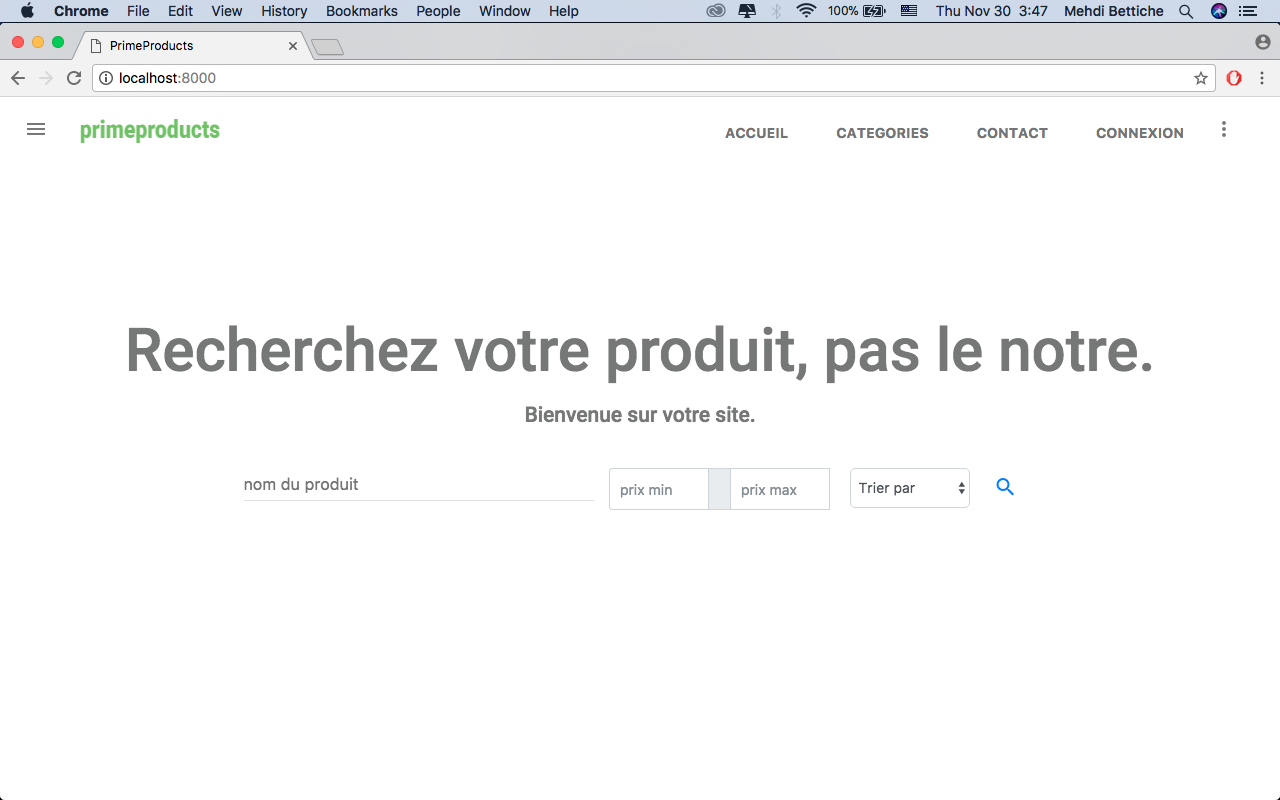 Chrome File Edit View History Bookmarks People Window Help 100% Thu Nov 30 3:47 Mehdi Bettiche
PrimeProducts
localhost:8000
primeproducts ACCUEIL CATEGORIES CONTACT CONNEXION
Recherchez votre produit, pas le notre.
Bienvenue sur votre site.
nom du produit prix min prix max Trier par